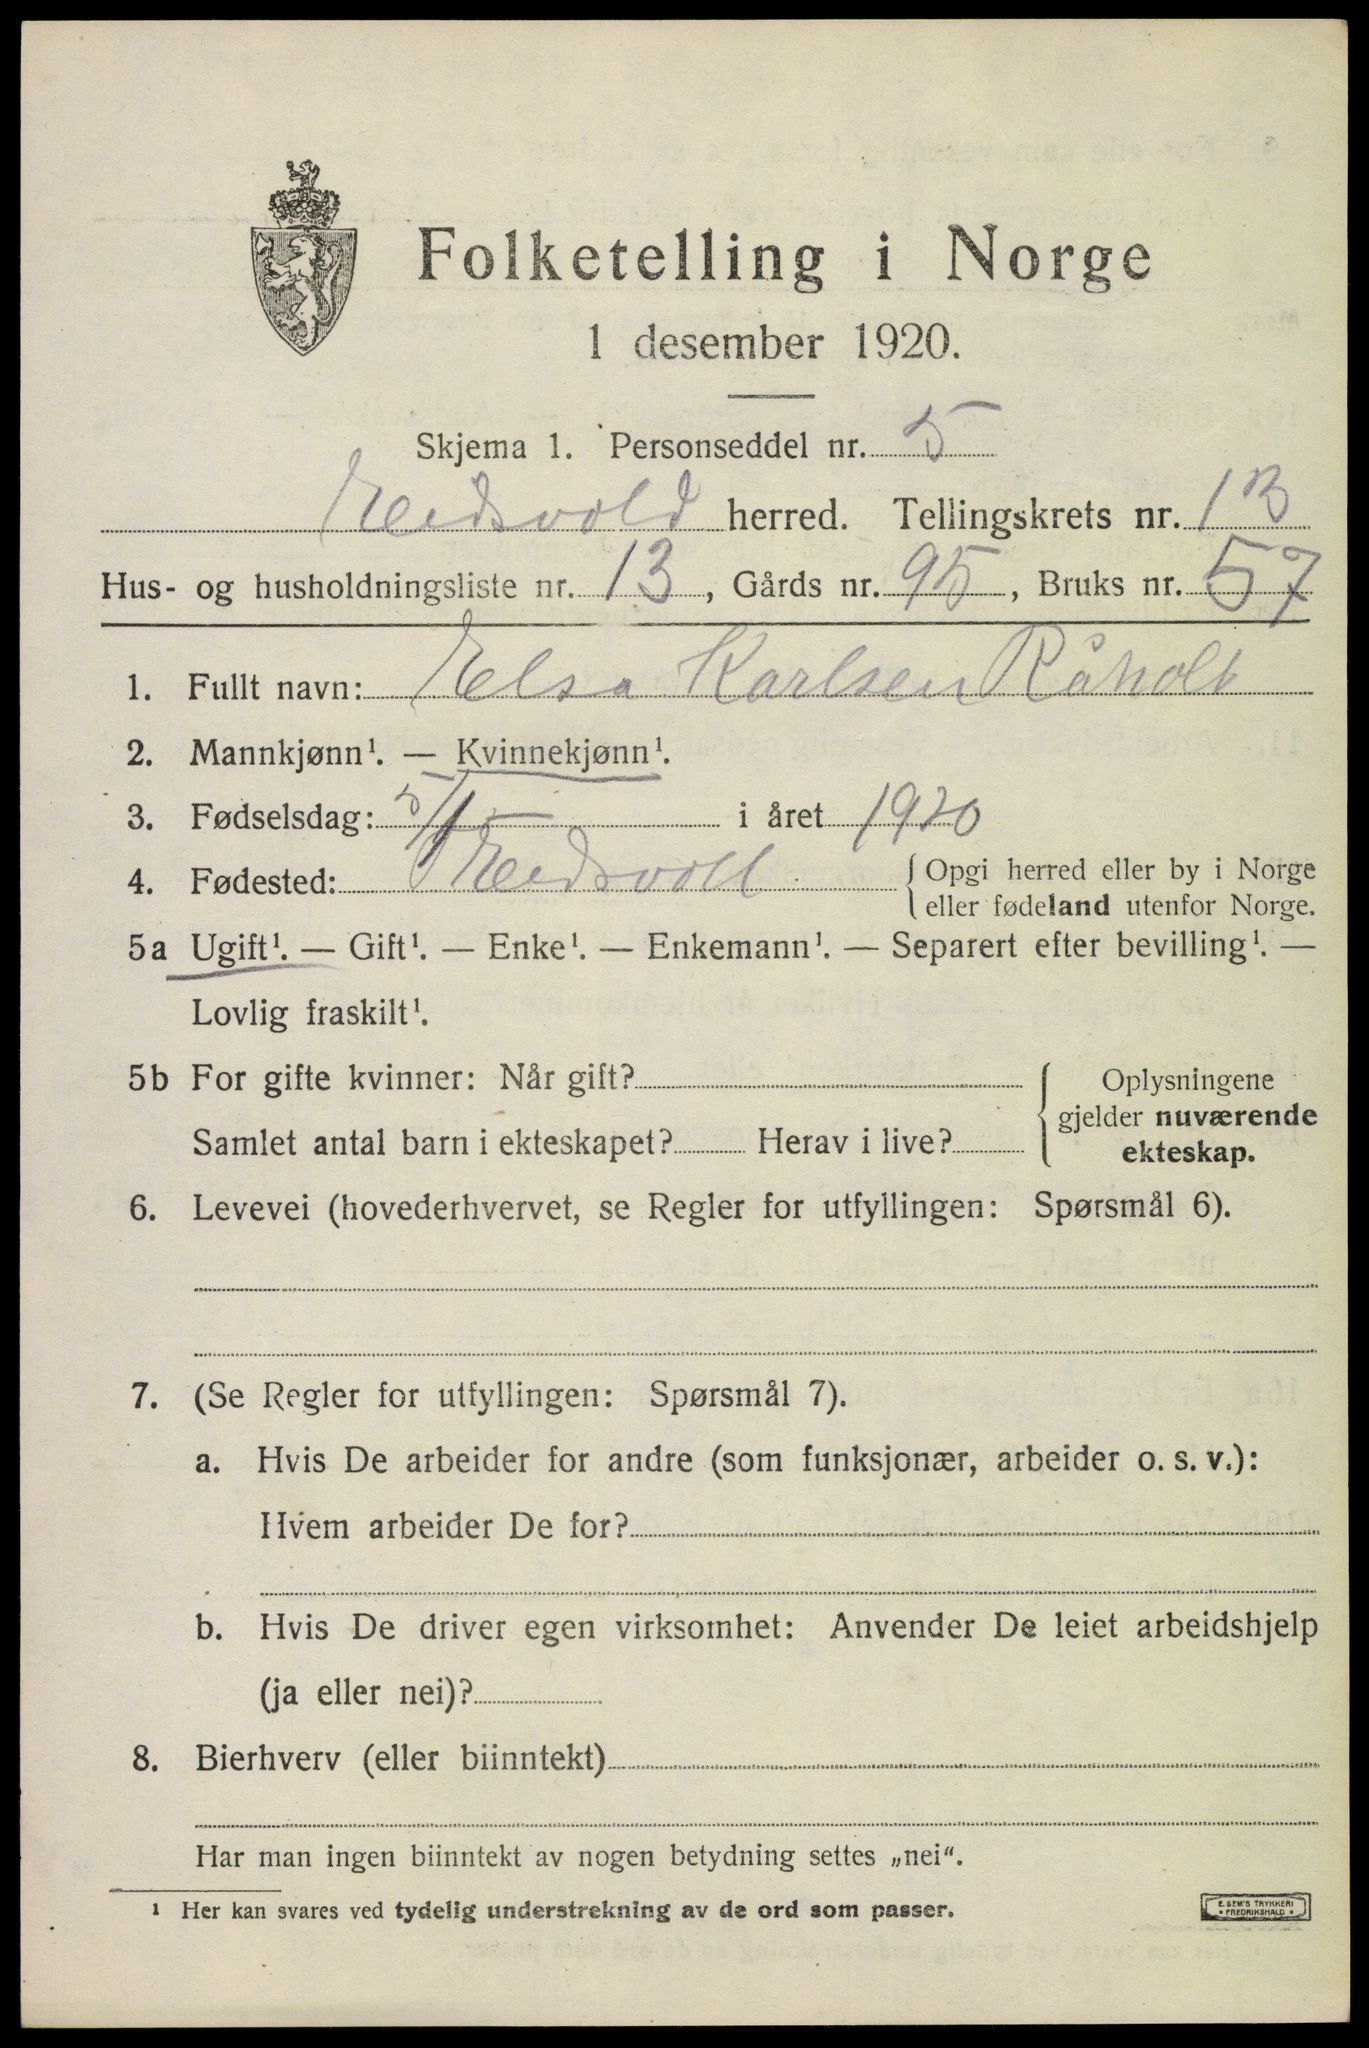 Folketelling i Norge
1 desember 1920.
Skjema 1. Personseddel nr. 5
Eidsvold herred. Tellingskrets nr. 13
Hus- og husholdningsliste nr. 13, Gårds nr. 95, Bruks nr. 57
1. Fullt navn: Elsa Karlsen Råholt
2. Mannkjønn¹. — Kvinnekjønn¹.
3. Fødselsdag: 5/1 i året 1920
4. Fødested: Eidsvoll { Opgi herred eller by i Norge
eller fødeland utenfor Norge.
5a Ugift¹. — Gift¹. — Enke¹. — Enkemann¹. — Separert efter bevilling¹. —
Lovlig fraskilt¹.
5b For gifte kvinner: Når gift? { Oplysningene
gjelder nuværende
Samlet antal barn i ekteskapet? Herav i live? ekteskap.
6. Levevei (hovederhvervet, se Regler for utfyllingen: Spørsmål 6).
7. (Se Regler for utfyllingen: Spørsmål 7).
a. Hvis De arbeider for andre (som funksjonær, arbeider o. s. v.):
Hvem arbeider De for?
b. Hvis De driver egen virksomhet: Anvender De leiet arbeidshjelp
(ja eller nei)?
8. Bierhverv (eller biinntekt)
Har man ingen biinntekt av nogen betydning settes „nei".
¹ Her kan svares ved tydelig understrekning av de ord som passer.
E. SEM'S TRYKKERI
• FREDRIKSHALD •